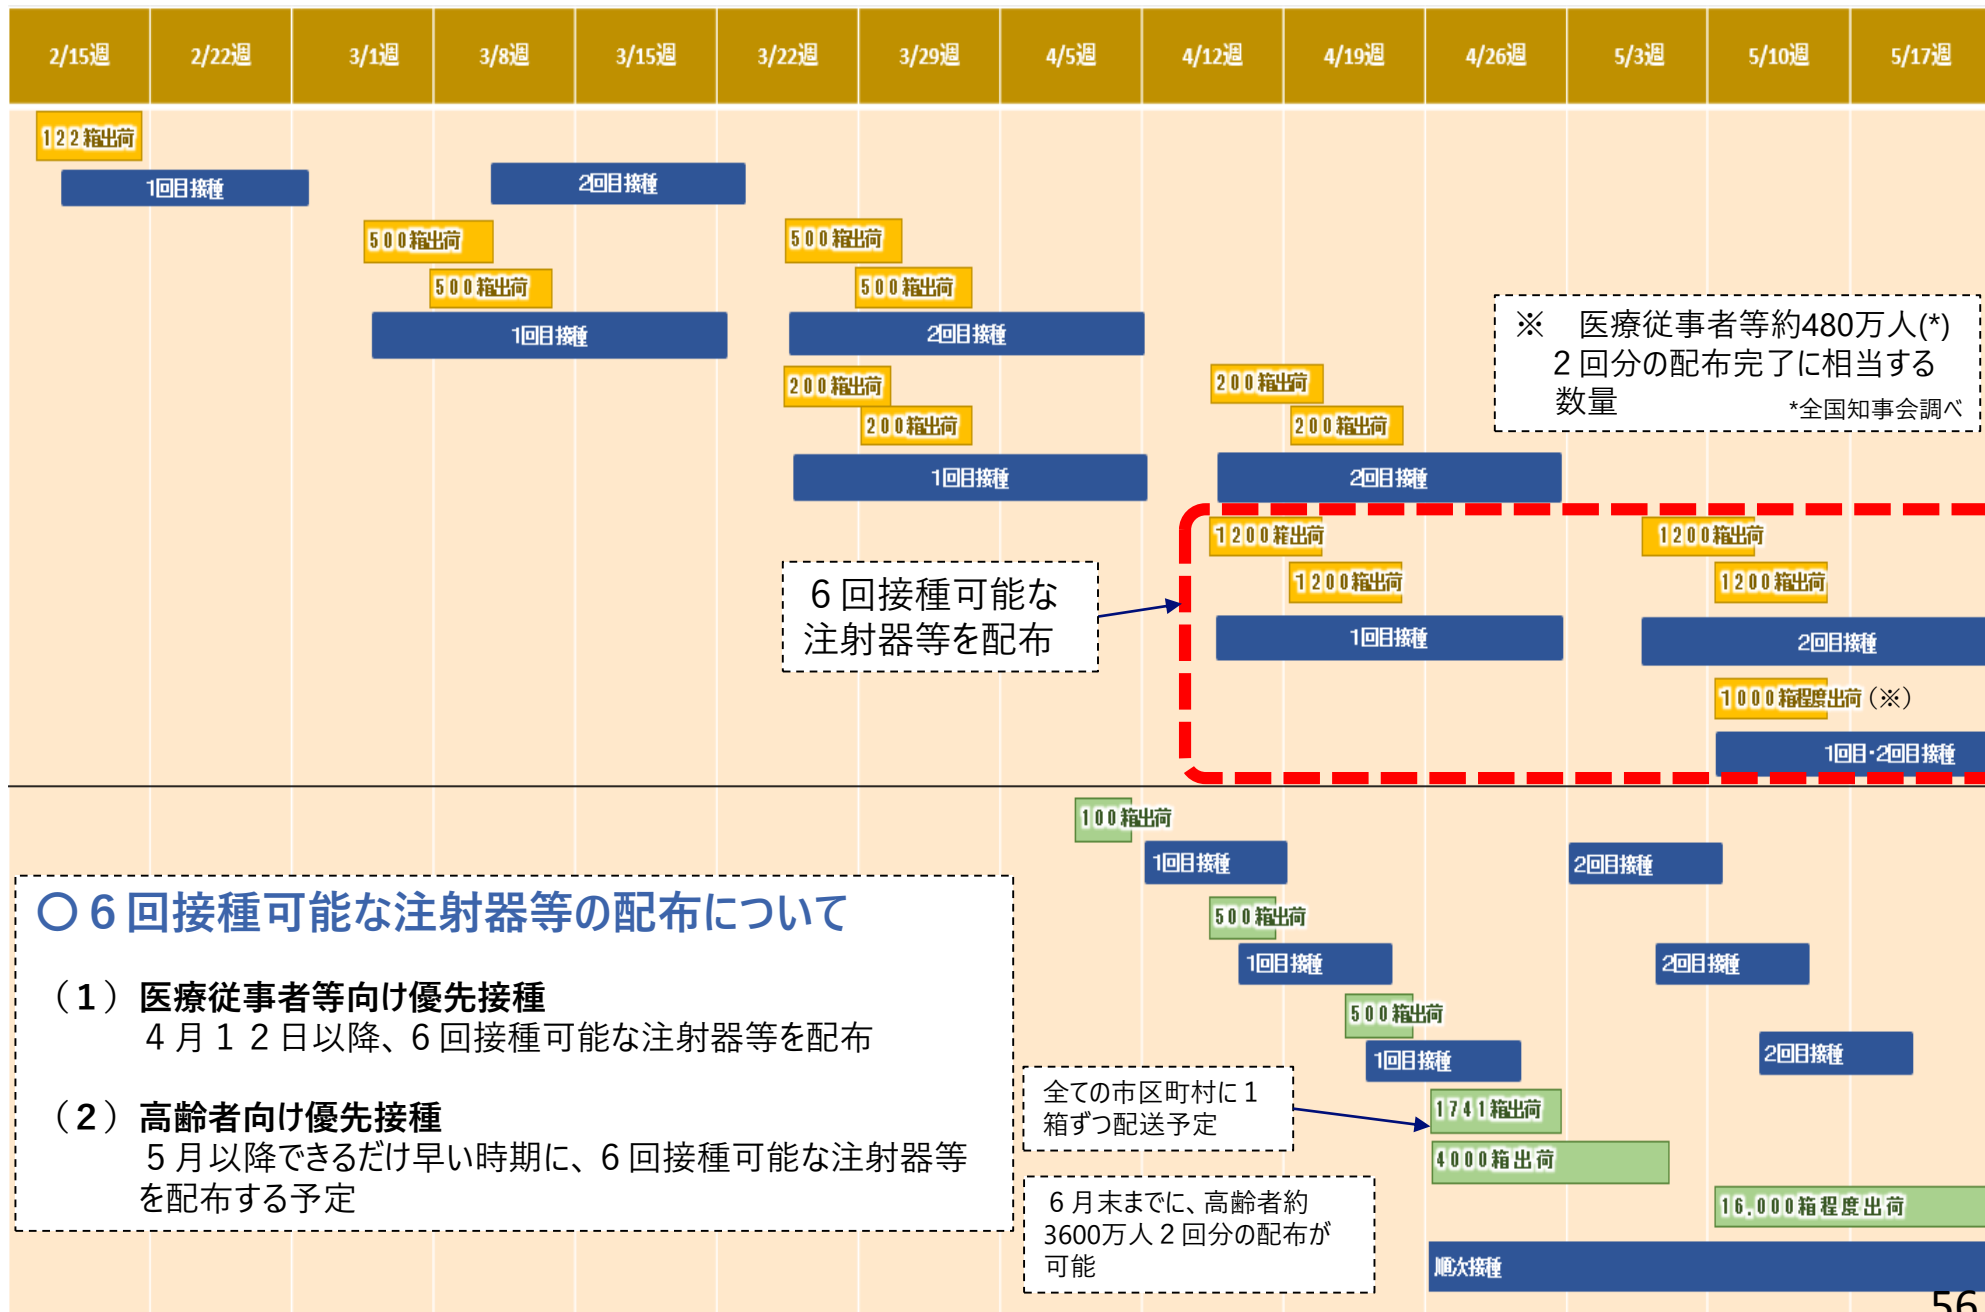 2/15週 2/22週 3/1週 3/8週 3/15週 3/22週 3/29週 4/5週 4/12週 4/19週 4/26週 5/3週 5/10週 5/17週
122箱出荷
1回目接種 2回目接種
500箱出荷 500箱出荷
500箱出荷 500箱出荷
1回目接種 2回目接種
200箱出荷 200箱出荷
200箱出荷 200箱出荷
1回目接種 2回目接種
※ 医療従事者等約480万人(*)
2回分の配布完了に相当する
数量 *全国知事会調べ
1200箱出荷 1200箱出荷
1200箱出荷 1200箱出荷
6回接種可能な
注射器等を配布
1回目接種 2回目接種
1000箱程度出荷(※)
1回目・2回目接種
100箱出荷
1回目接種 2回目接種
500箱出荷
1回目接種 2回目接種
500箱出荷
1回目接種 2回目接種
〇6回接種可能な注射器等の配布について
(1)医療従事者等向け優先接種
4月12日以降、6回接種可能な注射器等を配布
(2)高齢者向け優先接種
5月以降できるだけ早い時期に、6回接種可能な注射器等
を配布する予定
全ての市区町村に1
箱ずつ配送予定
1741箱出荷
4000箱出荷
6月末までに、高齢者約
3600万人2回分の配布が
可能
16,000箱程度出荷
順次接種
56